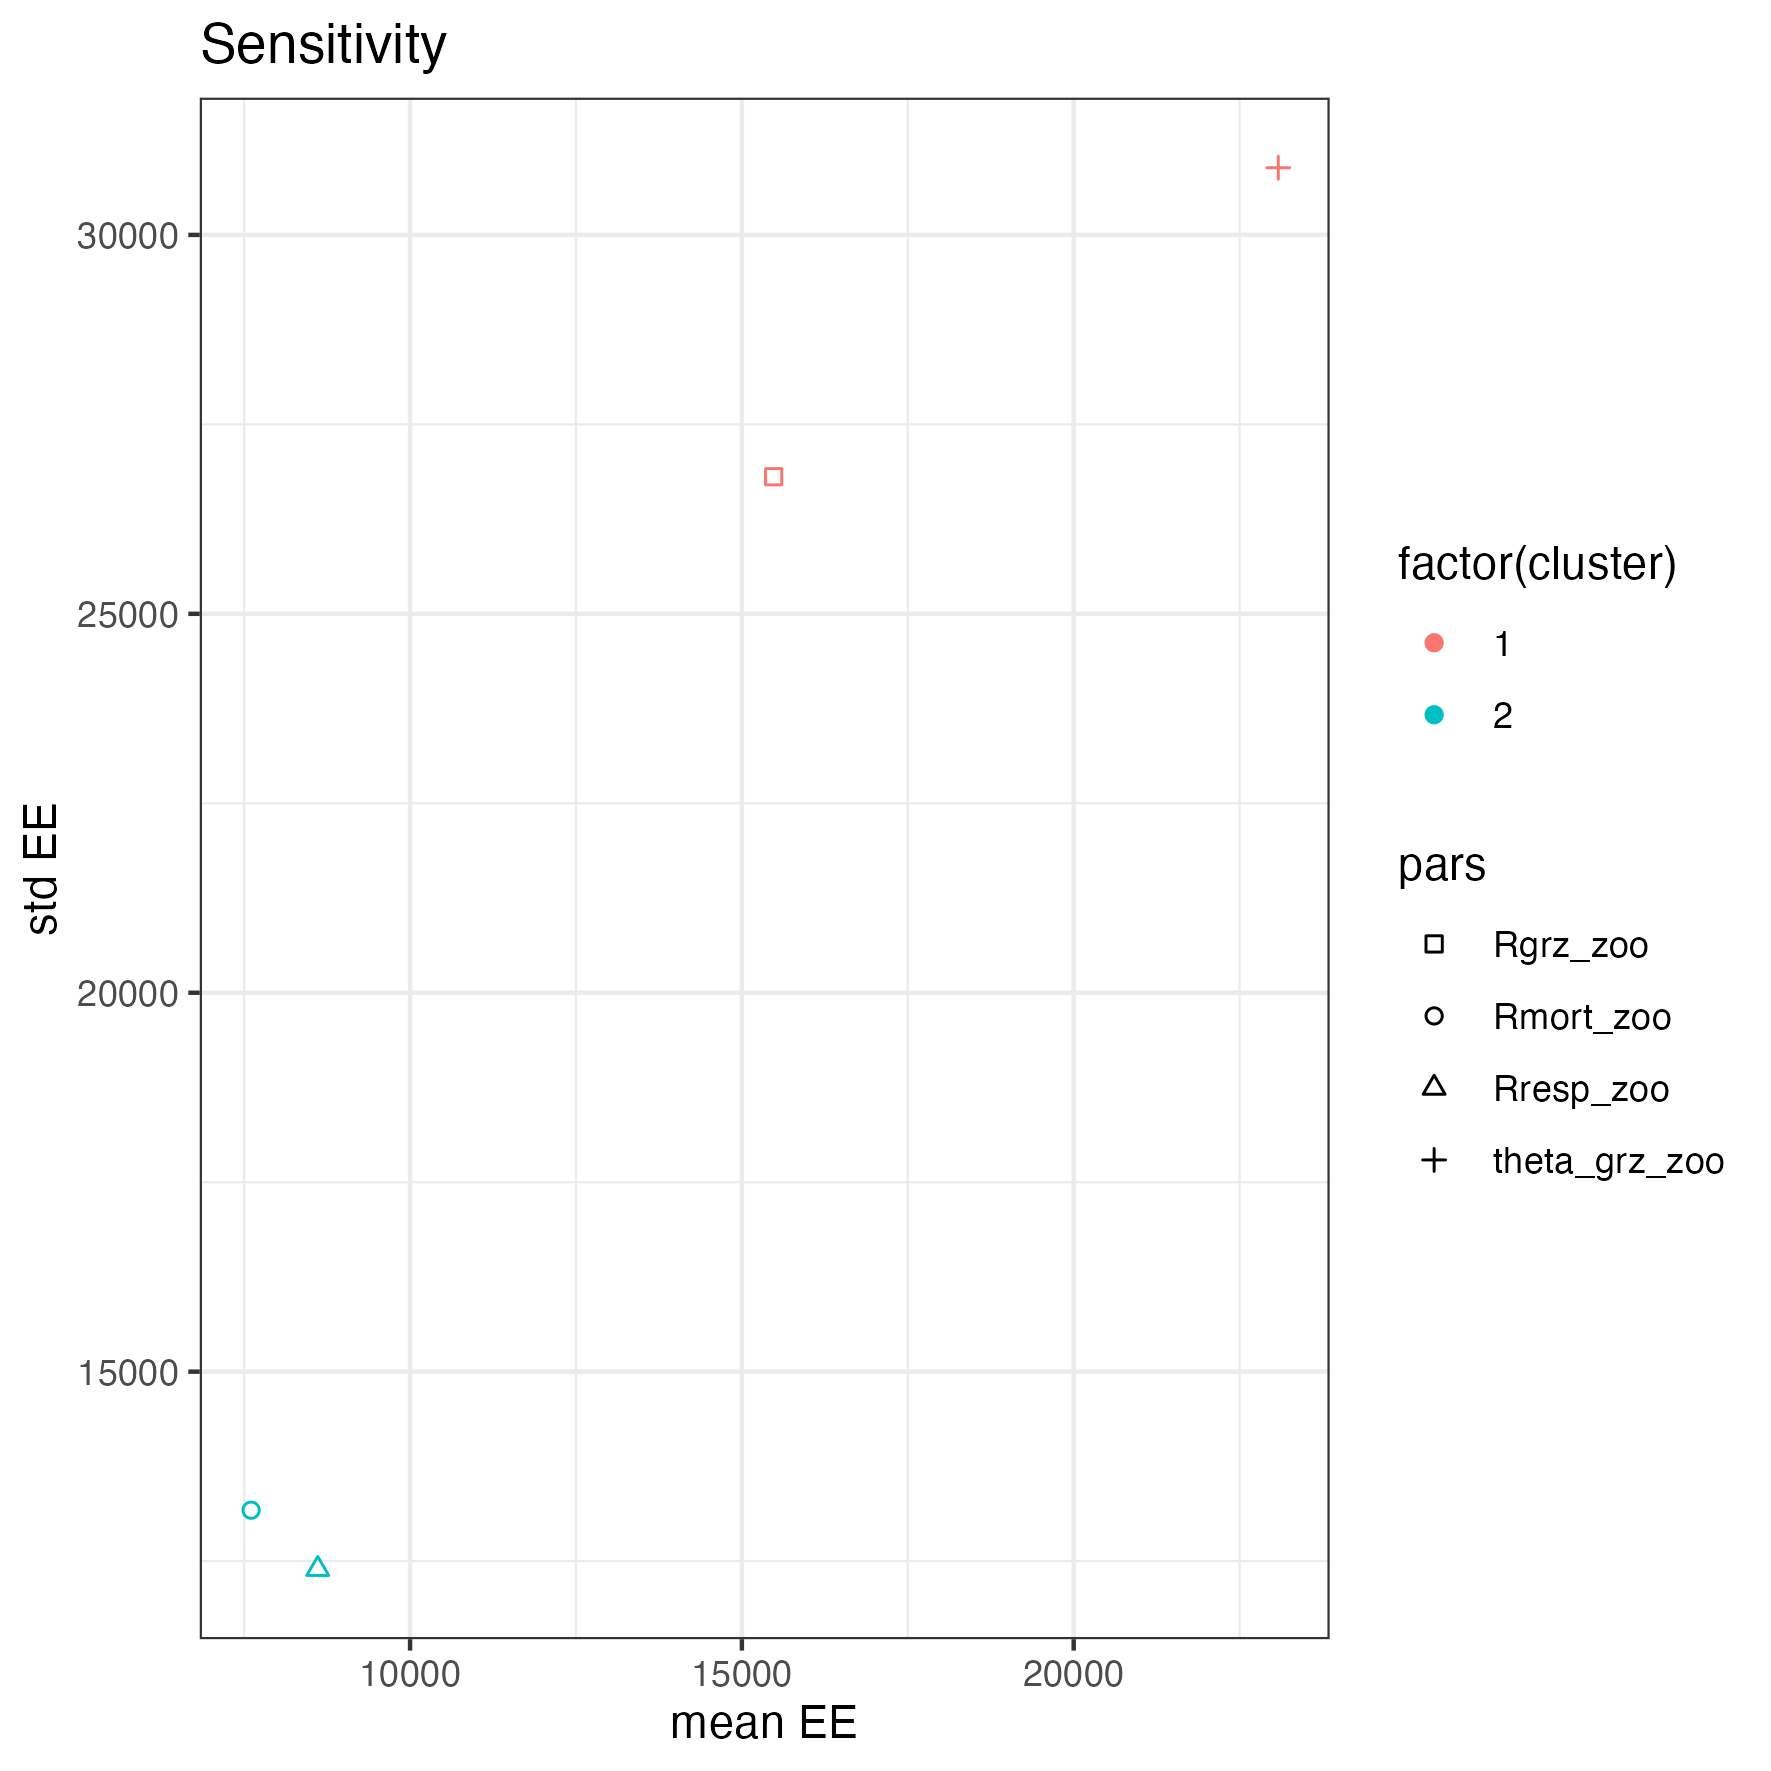 Sensitivity
30000
25000
20000
15000
std EE
10000 15000 20000
mean EE
factor(cluster)
1
2
pars
Rgrz_zoo
Rmort_zoo
Rresp_zoo
theta_grz_zoo